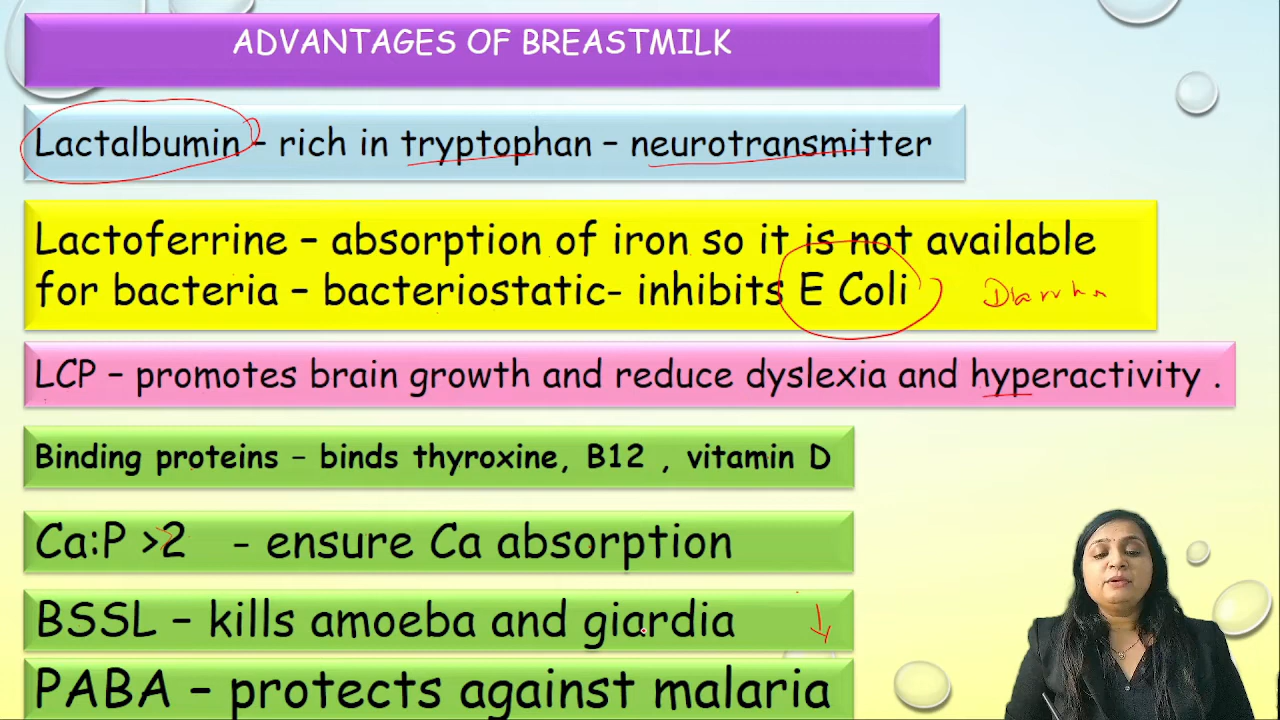 ADVANTAGES OF BREASTMILK
Lactalbumin – rich in tryptophan – neurotransmitter
Lactoferrine – absorption of iron so it is not available
for bacteria – bacteriostatic- inhibits E Coli
LCP – promotes brain growth and reduce dyslexia and hyperactivity .
Binding proteins – binds thyroxine, B12 , vitamin D
Ca:P >2 - ensure Ca absorption
BSSL – kills amoeba and giardia
PABA – protects against malaria